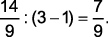 14/9 : (3 – 1) = 7/9.